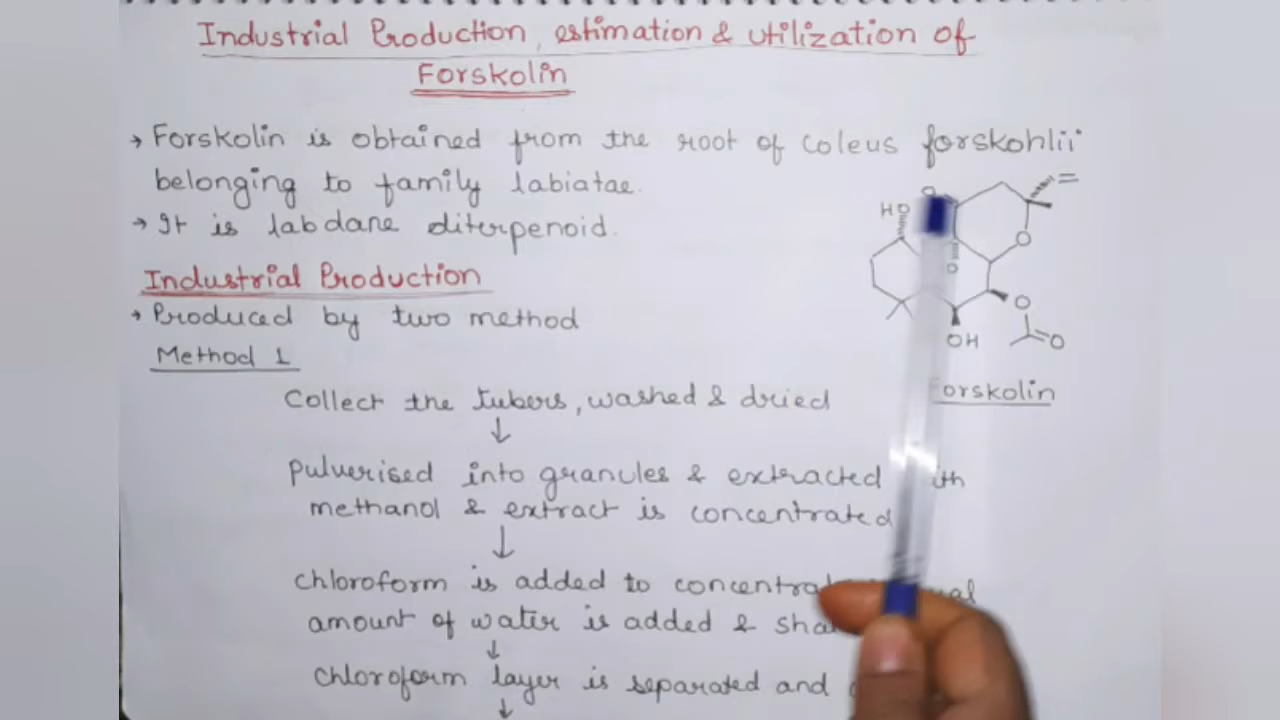 Industrial Production, estimation & utilization of
Forskolin
→ Forskolin is obtained from the root of coleus forskohlii
belonging to family labiatae.
→ It is labdane diterpenoid.
Industrial Production
→ Produced by two method
Method 1
Collect the tubers, washed & dried
↓
pulverised into granules & extracted
methanol & extract is concentrated
↓
chloroform is added to
amount of water is added &
↓
chloroform layer is separated and
↓
HO
O
O
O
O
OH
O
Forskolin